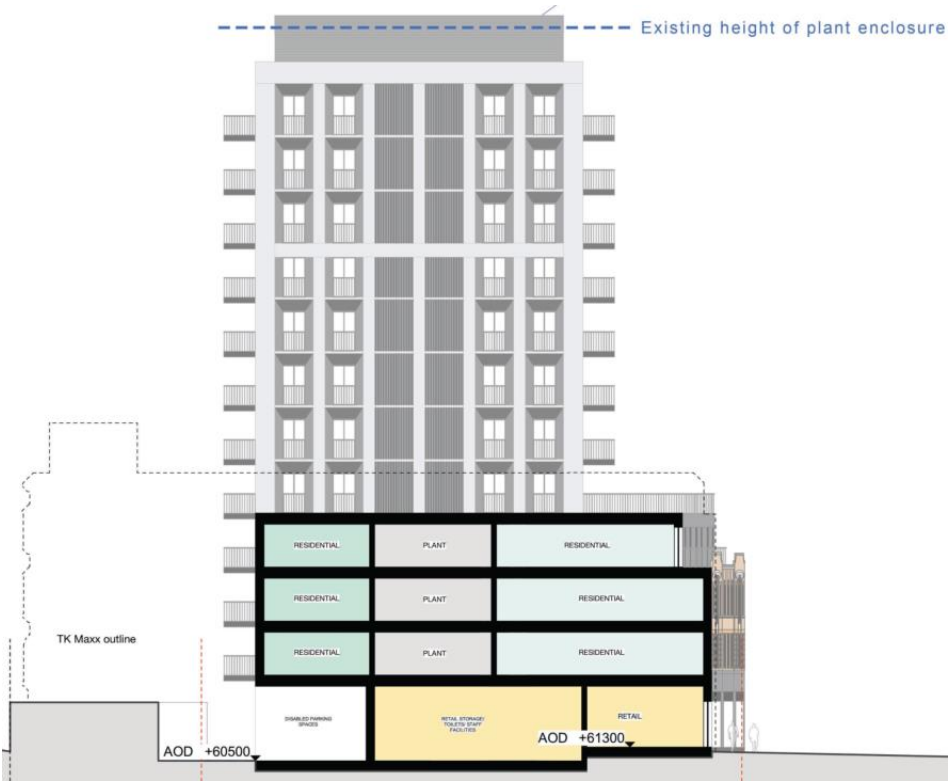 Existing height of plant enclosure
RESIDENTIAL
PLANT
RESIDENTIAL
RESIDENTIAL
PLANT
RESIDENTIAL
TK Maxx outline
RESIDENTIAL
PLANT
RESIDENTIAL
DISABLED PARKING
SPACES
RETAIL STORAGE/
TOILETS/ STAFF
FACILITIES
RETAIL
AOD +60500
AOD +61300